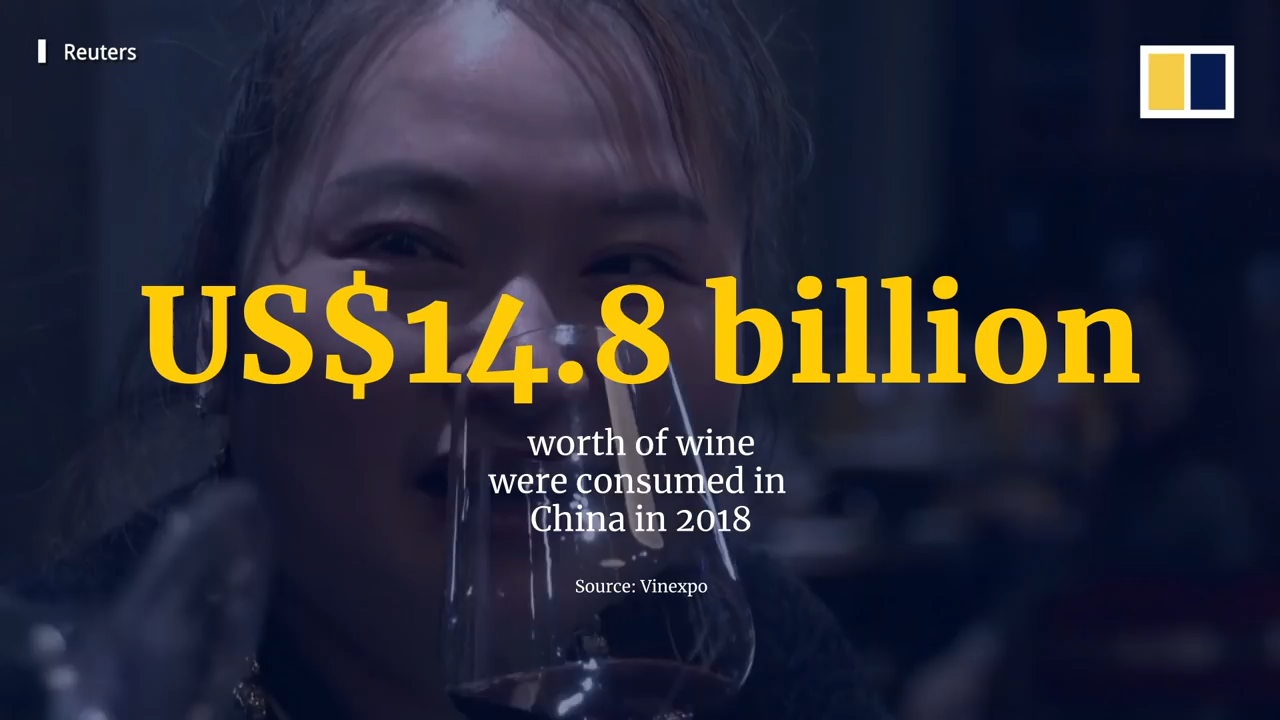 Reuters
US$14.8 billion
worth of wine
were consumed in
China in 2018
Source: Vinexpo